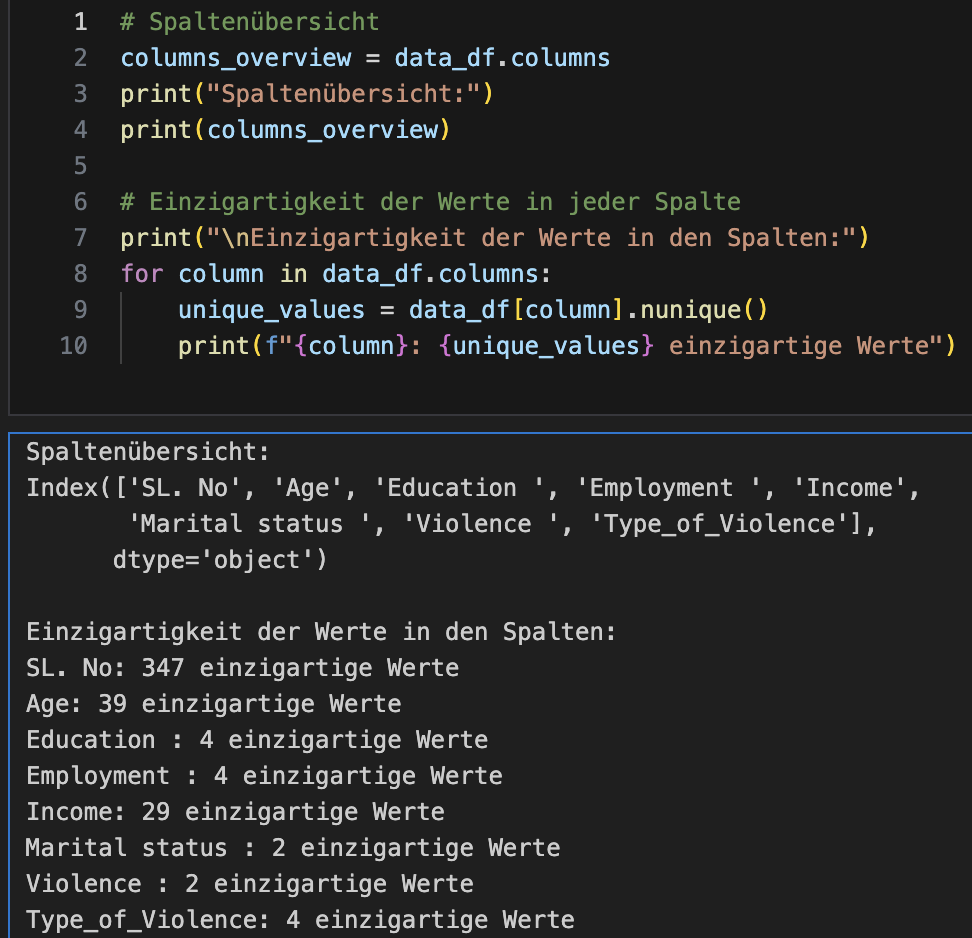 1 # Spaltenübersicht
2 columns_overview = data_df.columns
3 print("Spaltenübersicht:")
4 print(columns_overview)
5
6 # Einzigartigkeit der Werte in jeder Spalte
7 print("\nEinzigartigkeit der Werte in den Spalten:")
8 for column in data_df.columns:
9     unique_values = data_df[column].nunique()
10     print(f"{column}: {unique_values} einzigartige Werte")
Spaltenübersicht:
Index(['SL. No', 'Age', 'Education ', 'Employment ', 'Income',
       'Marital status ', 'Violence ', 'Type_of_Violence'],
      dtype='object')

Einzigartigkeit der Werte in den Spalten:
SL. No: 347 einzigartige Werte
Age: 39 einzigartige Werte
Education : 4 einzigartige Werte
Employment : 4 einzigartige Werte
Income: 29 einzigartige Werte
Marital status : 2 einzigartige Werte
Violence : 2 einzigartige Werte
Type_of_Violence: 4 einzigartige Werte